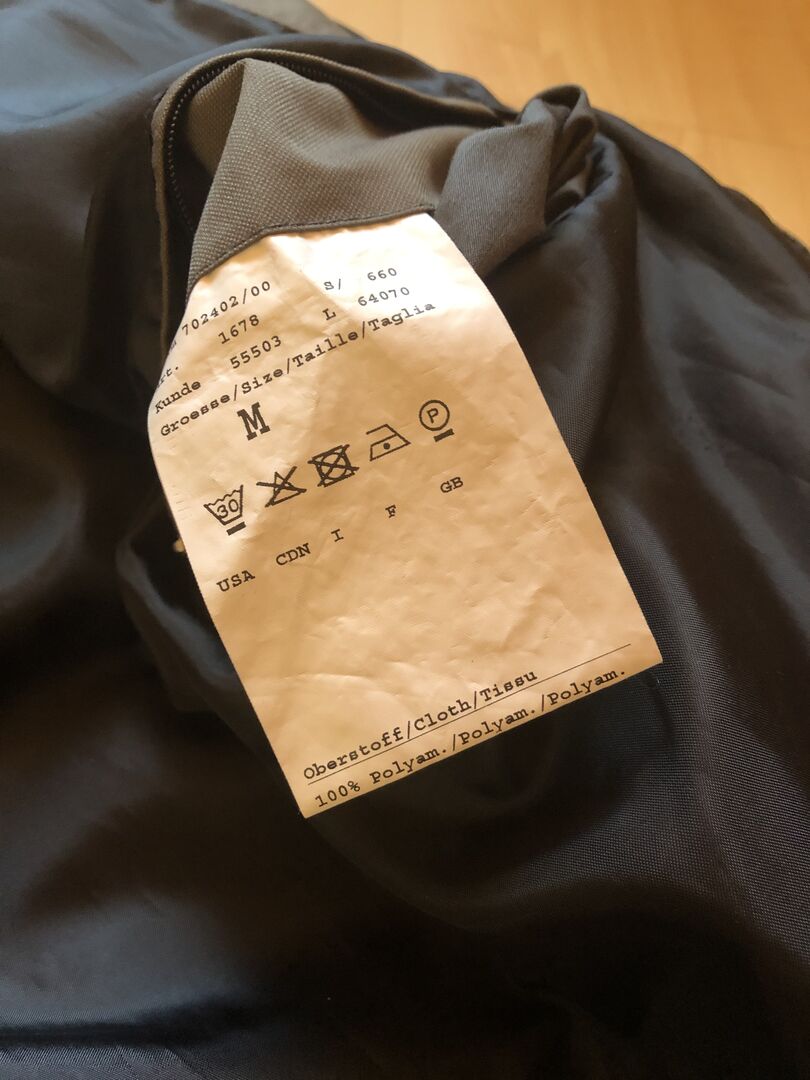 702402/00 S/ 660
1678 L 64070
Kunde 55503
Groesse/Size/Taille/Taglia
M
30 P
USA CDN I F GB
Oberstoff/Cloth/Tissu
100% Polyam./Polyam./Polyam.